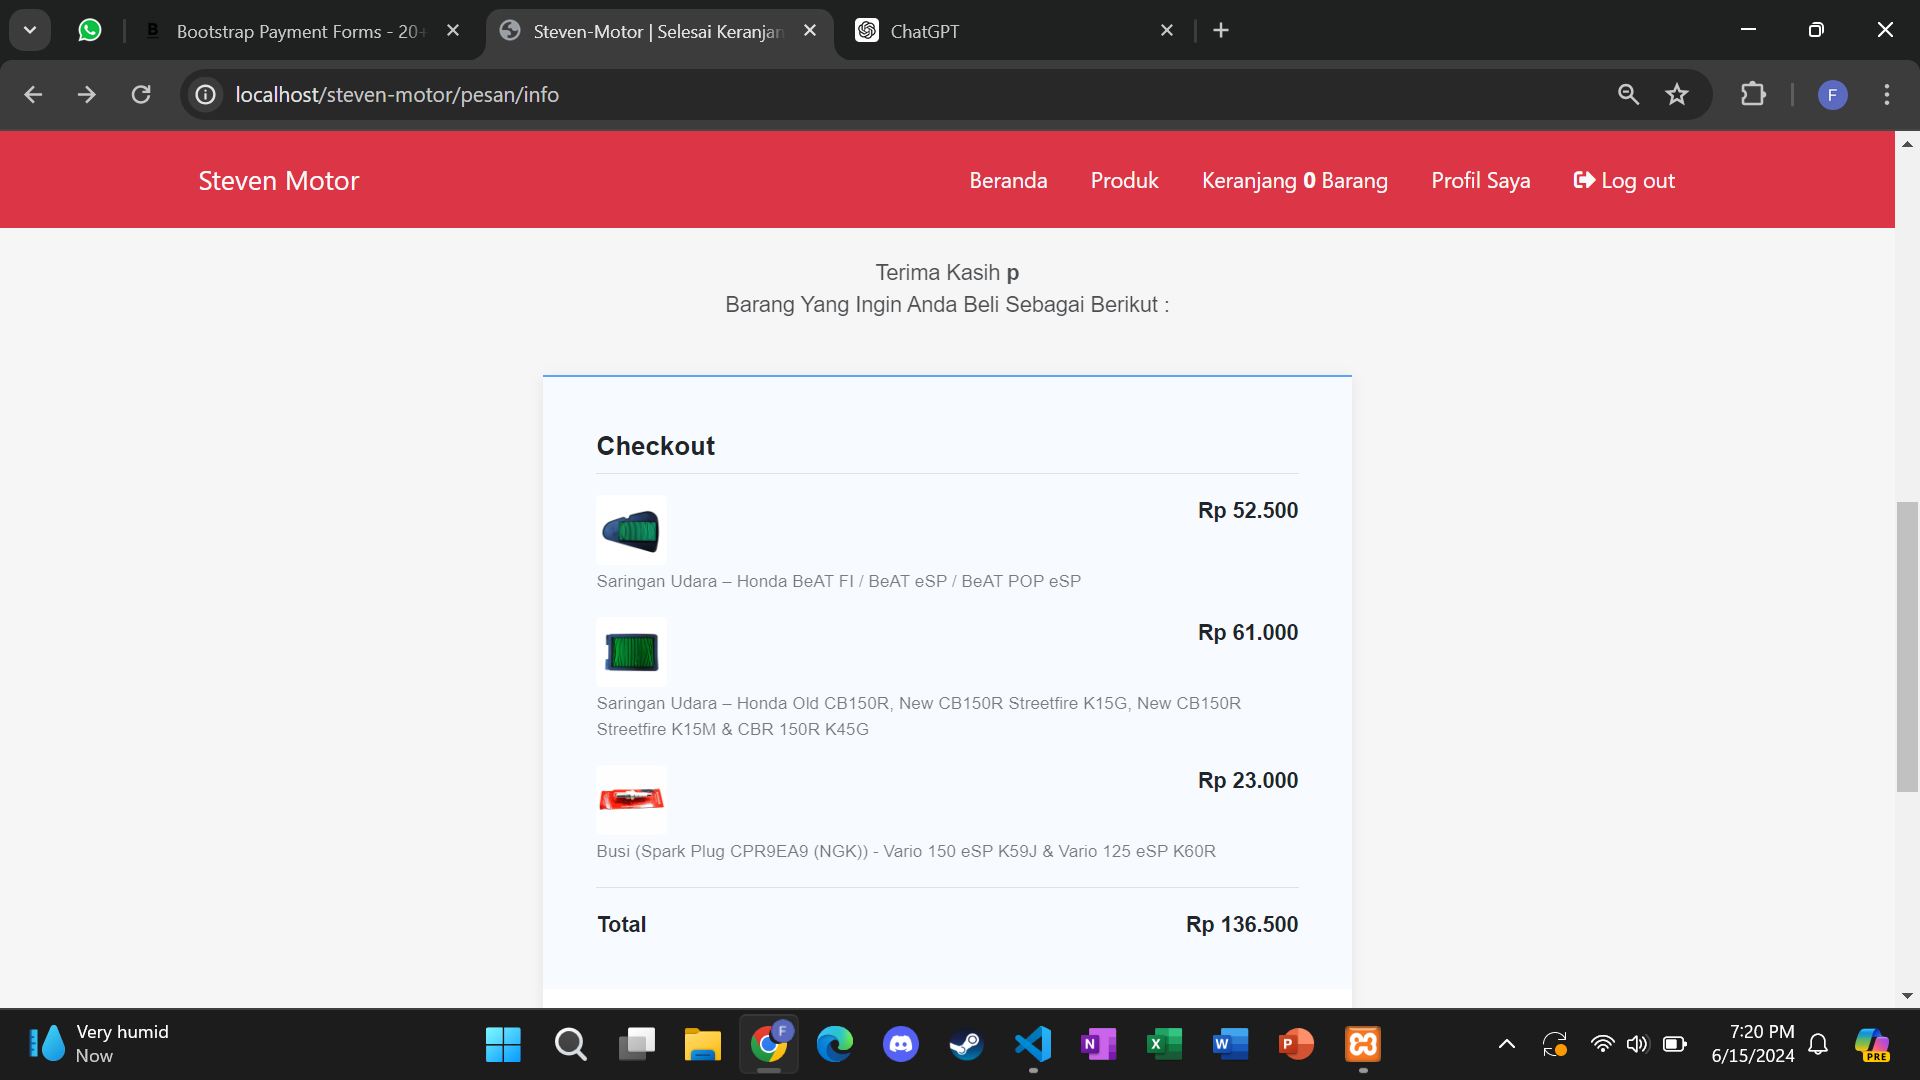 Bootstrap Payment Forms - 20+
Steven-Motor | Selesai Keranjan
ChatGPT
localhost/steven-motor/pesan/info
F
Steven Motor
Beranda
Produk
Keranjang 0 Barang
Profil Saya
Log out
Terima Kasih p
Barang Yang Ingin Anda Beli Sebagai Berikut :
Checkout
Rp 52.500
Saringan Udara – Honda BeAT FI / BeAT eSP / BeAT POP eSP
Rp 61.000
Saringan Udara – Honda Old CB150R, New CB150R Streetfire K15G, New CB150R
Streetfire K15M & CBR 150R K45G
Rp 23.000
Busi (Spark Plug CPR9EA9 (NGK)) - Vario 150 eSP K59J & Vario 125 eSP K60R
Total
Rp 136.500
Very humid
Now
7:20 PM
6/15/2024
PRE